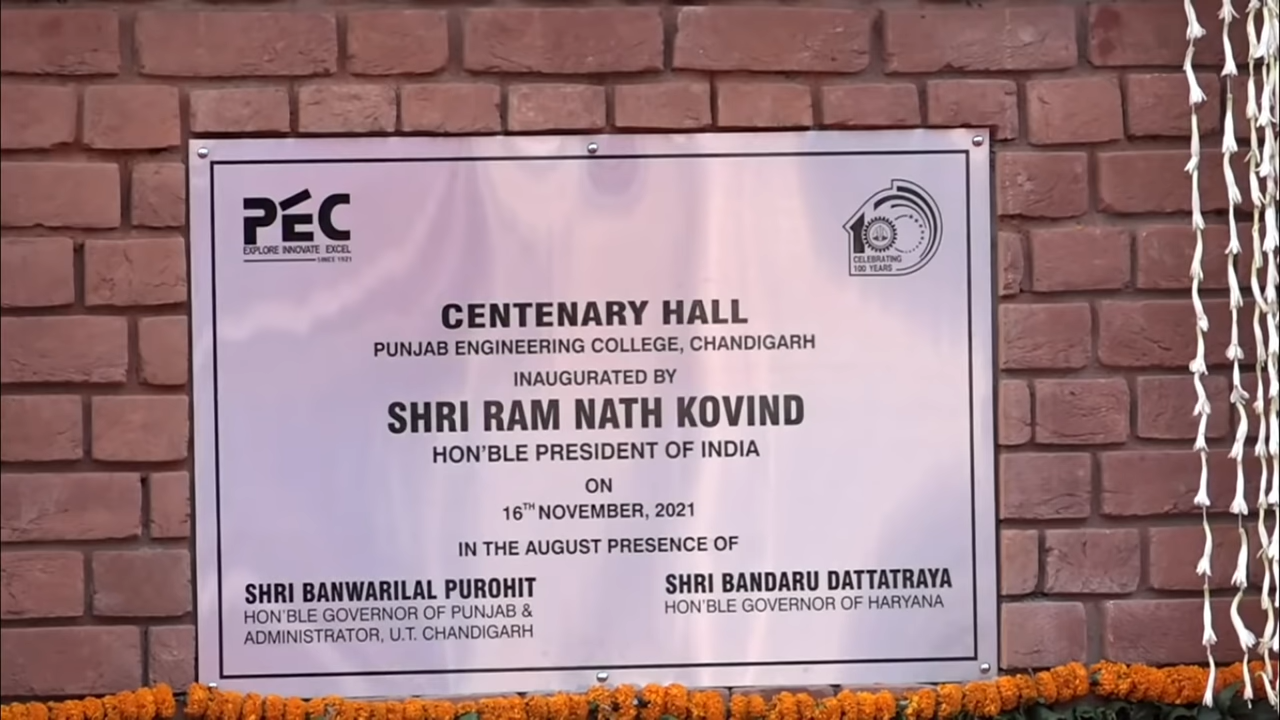 PEC
EXPLORE INNOVATE EXCEL
SINCE 1921
100
CELEBRATING
100 YEARS
CENTENARY HALL
PUNJAB ENGINEERING COLLEGE, CHANDIGARH
INAUGURATED BY
SHRI RAM NATH KOVIND
HON'BLE PRESIDENT OF INDIA
ON
16TH NOVEMBER, 2021
IN THE AUGUST PRESENCE OF
SHRI BANWARILAL PUROHIT
HON'BLE GOVERNOR OF PUNJAB &
ADMINISTRATOR, U.T. CHANDIGARH
SHRI BANDARU DATTATRAYA
HON'BLE GOVERNOR OF HARYANA